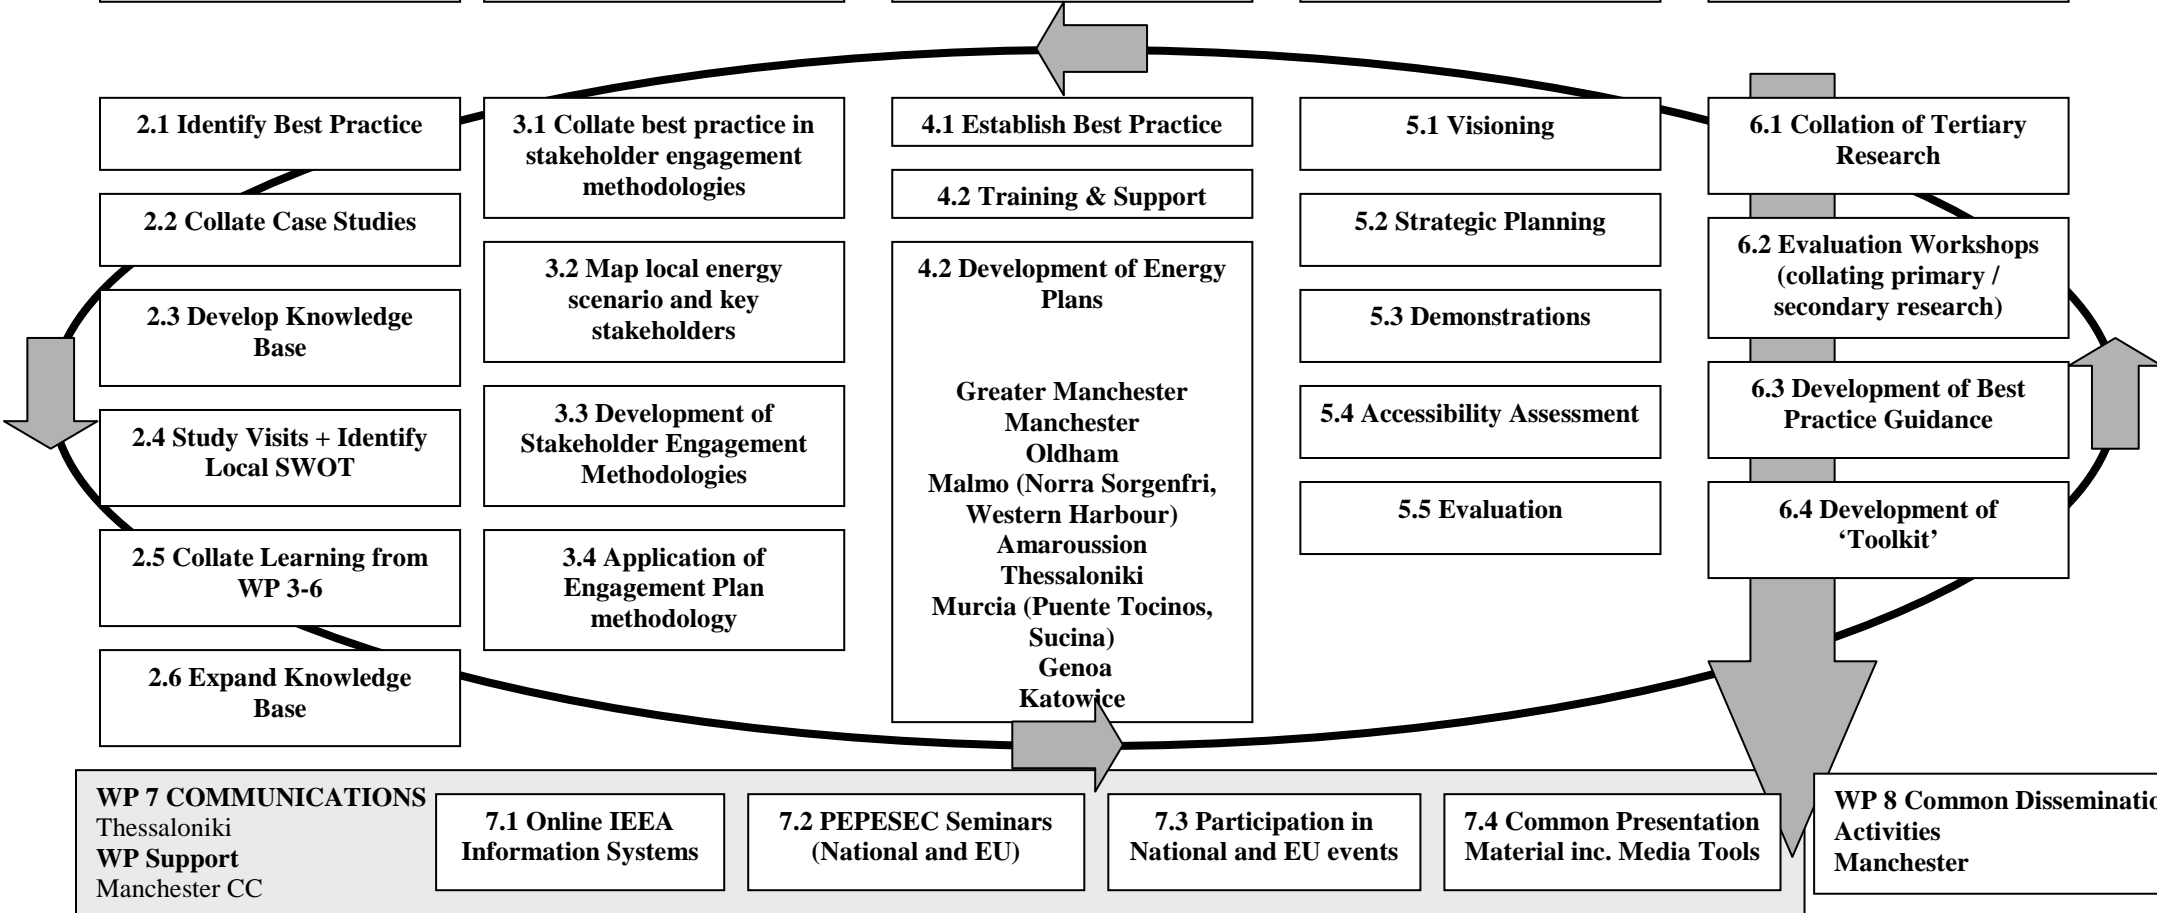 2.1 Identify Best Practice
2.2 Collate Case Studies
2.3 Develop Knowledge
Base
2.4 Study Visits + Identify
Local SWOT
2.5 Collate Learning from
WP 3-6
2.6 Expand Knowledge
Base
3.1 Collate best practice in
stakeholder engagement
methodologies
3.2 Map local energy
scenario and key
stakeholders
3.3 Development of
Stakeholder Engagement
Methodologies
3.4 Application of
Engagement Plan
methodology
4.1 Establish Best Practice
4.2 Training & Support
4.2 Development of Energy
Plans
Greater Manchester
Manchester
Oldham
Malmo (Norra Sorgenfri,
Western Harbour)
Amaroussion
Thessaloniki
Murcia (Puente Tocinos,
Sucina)
Genoa
Katowice
5.1 Visioning
5.2 Strategic Planning
5.3 Demonstrations
5.4 Accessibility Assessment
5.5 Evaluation
6.1 Collation of Tertiary
Research
6.2 Evaluation Workshops
(collating primary /
secondary research)
6.3 Development of Best
Practice Guidance
6.4 Development of
‘Toolkit’
WP 7 COMMUNICATIONS
Thessaloniki
WP Support
Manchester CC
7.1 Online IEEA
Information Systems
7.2 PEPESEC Seminars
(National and EU)
7.3 Participation in
National and EU events
7.4 Common Presentation
Material inc. Media Tools
WP 8 Common Disseminatio
Activities
Manchester